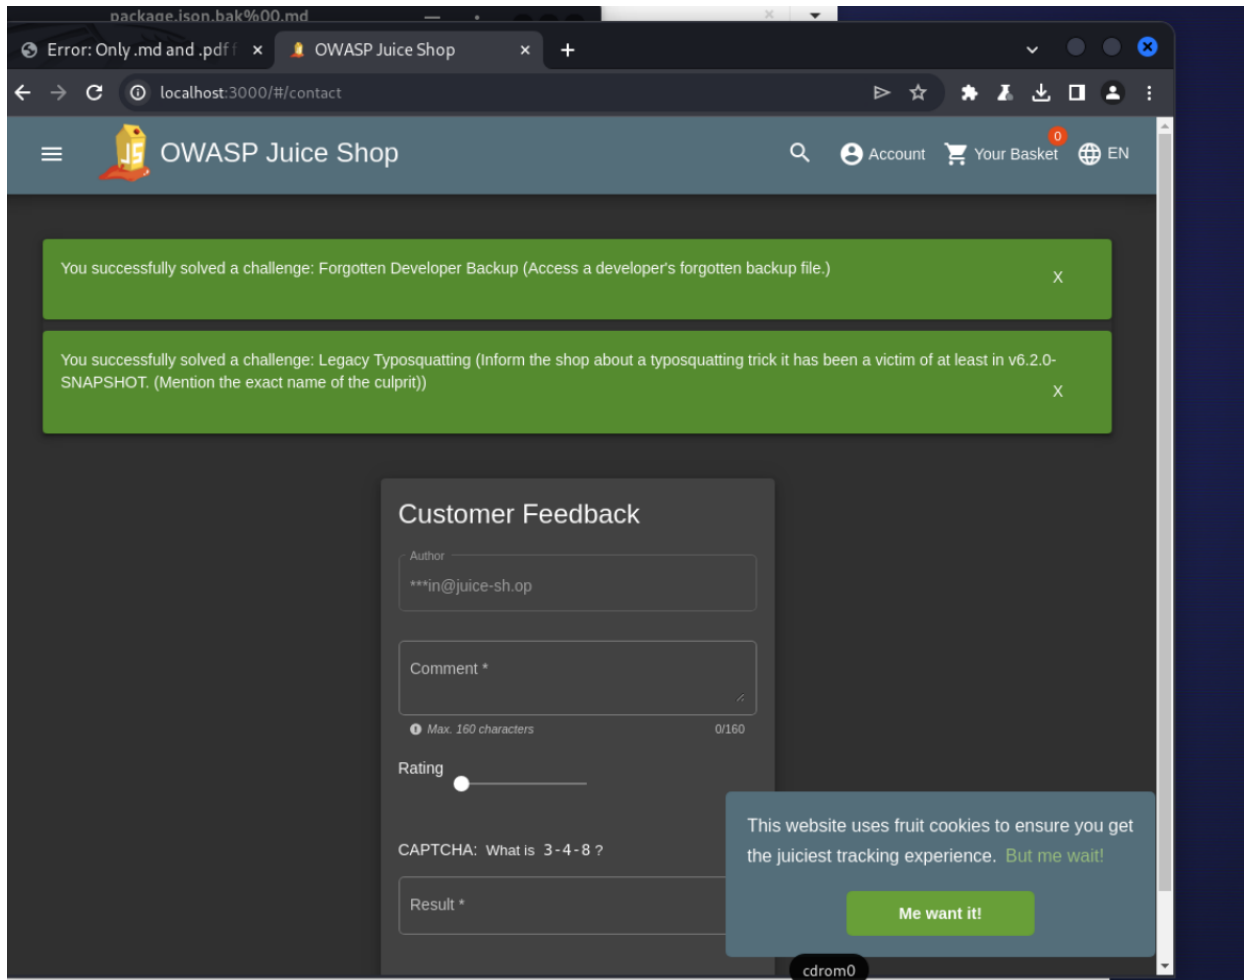 package.json.bak%00.md
Error: Only .md and .pdf f
OWASP Juice Shop
localhost:3000/#/contact
OWASP Juice Shop
0
Account
Your Basket
EN
You successfully solved a challenge: Forgotten Developer Backup (Access a developer's forgotten backup file.)
X
You successfully solved a challenge: Legacy Typosquatting (Inform the shop about a typosquatting trick it has been a victim of at least in v6.2.0-
SNAPSHOT. (Mention the exact name of the culprit))
X
Customer Feedback
Author
***in@juice-sh.op
Comment *
Max. 160 characters
0/160
Rating
CAPTCHA: What is 3-4-8 ?
Result *
This website uses fruit cookies to ensure you get
the juiciest tracking experience. But me wait!
Me want it!
cdrom0